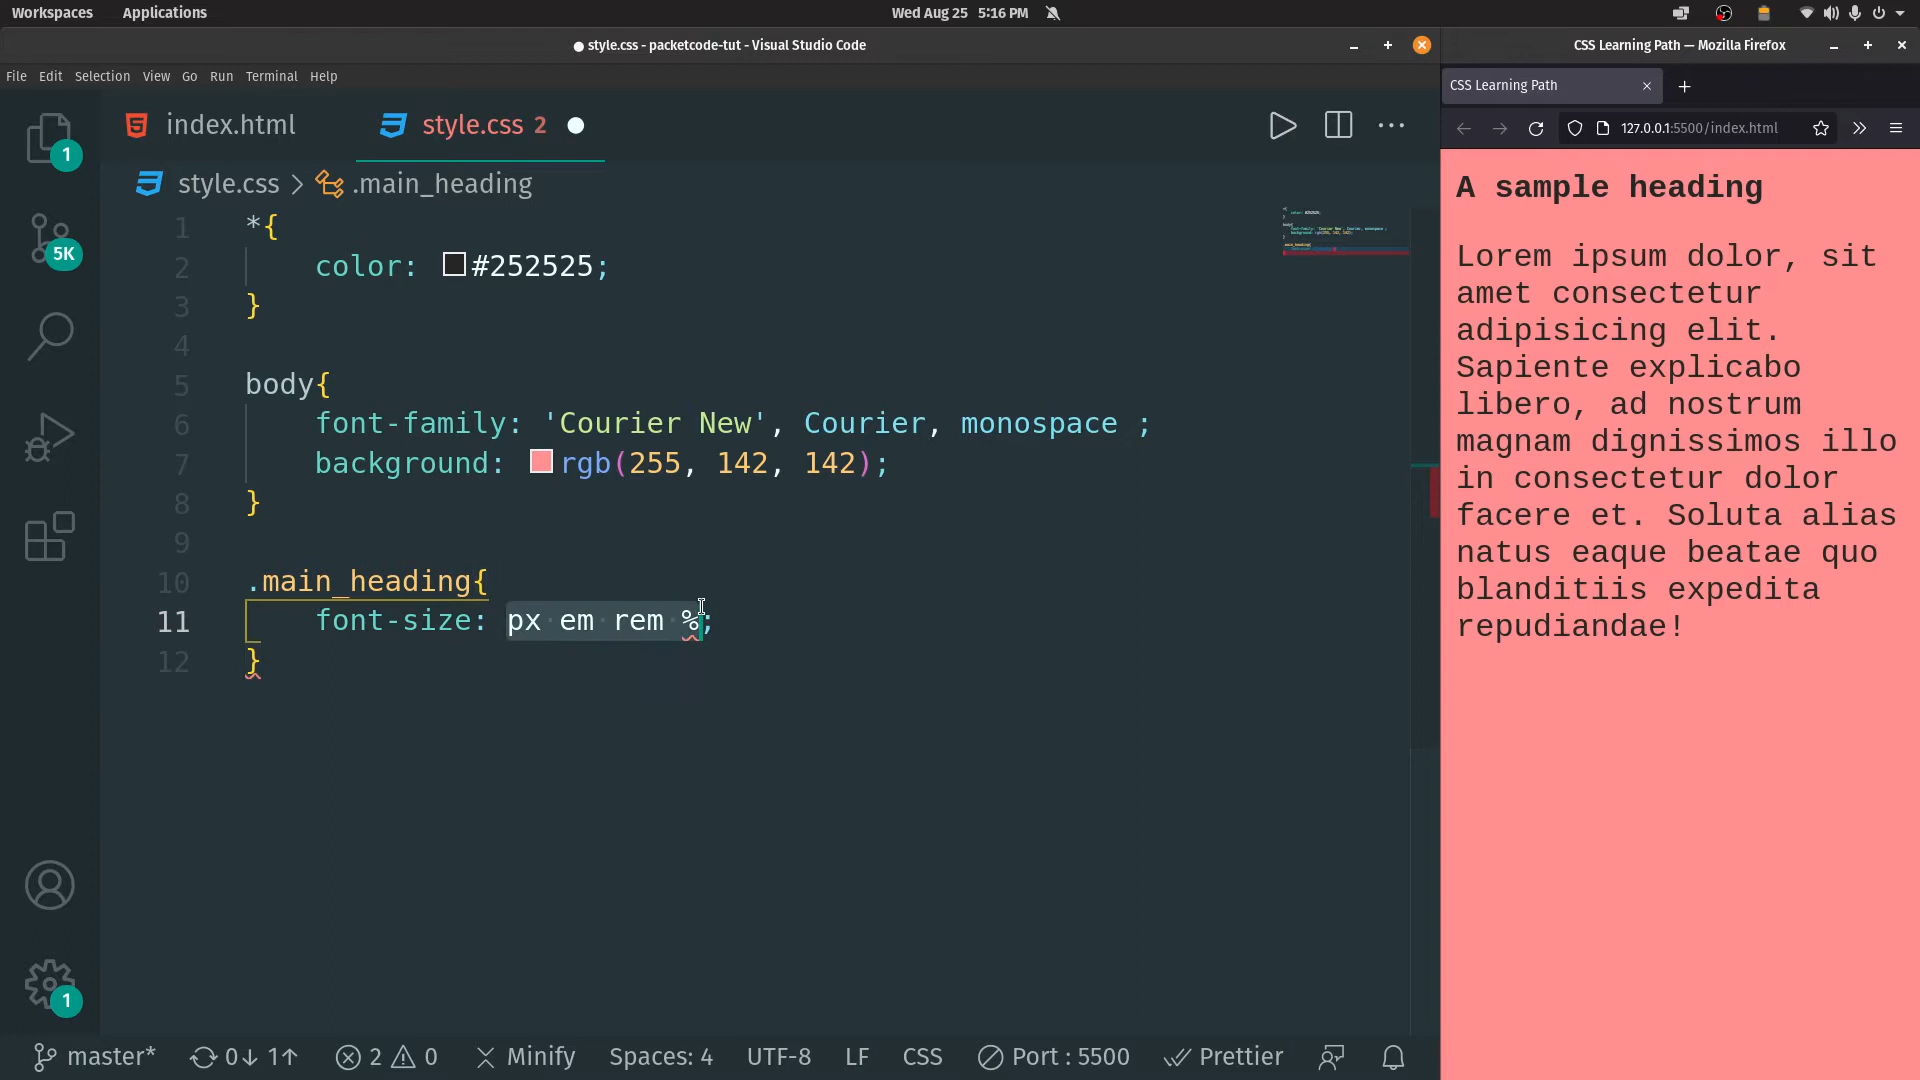 Workspaces Applications Wed Aug 25 5:16 PM
style.css - packetcode-tut - Visual Studio Code
File Edit Selection View Go Run Terminal Help
1
5K
1
index.html style.css 2
style.css > .main_heading
1 *{
2 color: #252525;
3 }
4
5 body{
6 font-family: 'Courier New', Courier, monospace ;
7 background: rgb(255, 142, 142);
8 }
9
10 .main_heading{
11 font-size: px em rem %;
12 }
master* 0↓ 1↑ 2 0 Minify Spaces: 4 UTF-8 LF CSS Port : 5500 Prettier
CSS Learning Path — Mozilla Firefox
CSS Learning Path
127.0.0.1:5500/index.html
A sample heading
Lorem ipsum dolor, sit
amet consectetur
adipisicing elit.
Sapiente explicabo
libero, ad nostrum
magnam dignissimos illo
in consectetur dolor
facere et. Soluta alias
natus eaque beatae quo
blanditiis expedita
repudiandae!